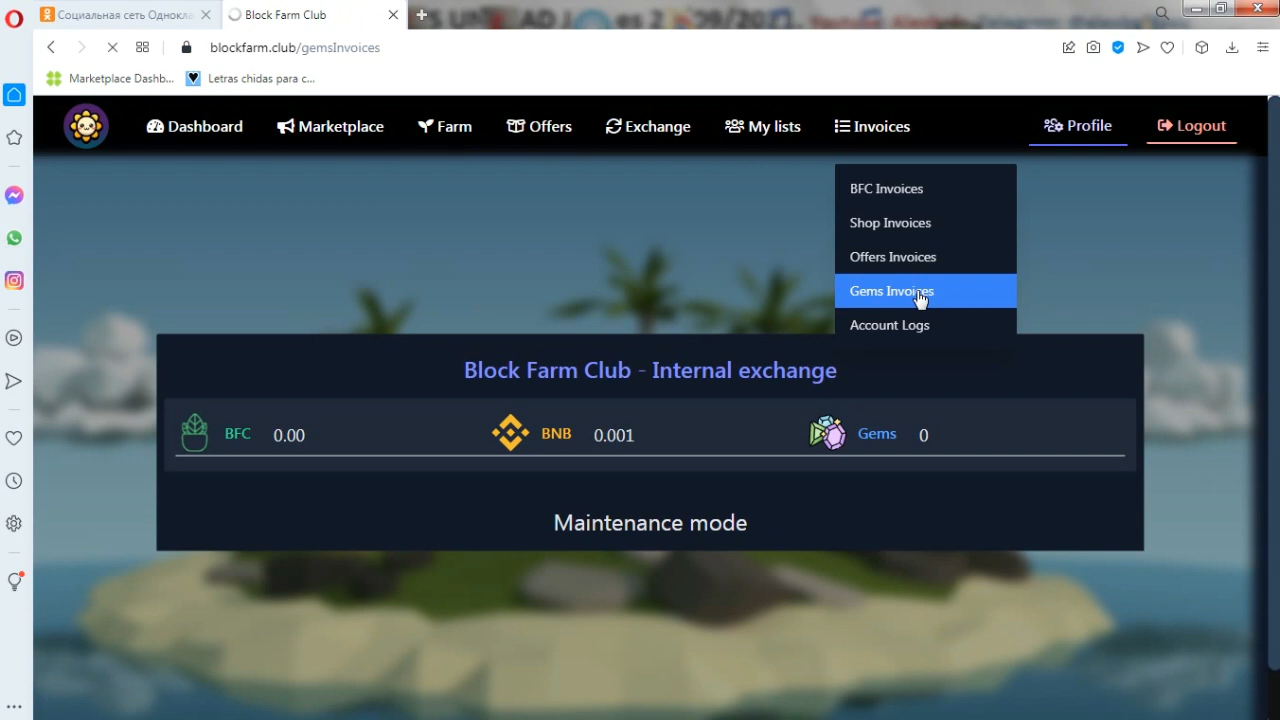 Социальная сеть Однокла
Block Farm Club
blockfarm.club/gemsInvoices
Marketplace Dashb...
Letras chidas para c...
Dashboard
Marketplace
Farm
Offers
Exchange
My lists
Invoices
Profile
Logout
BFC Invoices
Shop Invoices
Offers Invoices
Gems Invoices
Account Logs
Block Farm Club - Internal exchange
BFC 0.00
BNB 0.001
Gems 0
Maintenance mode